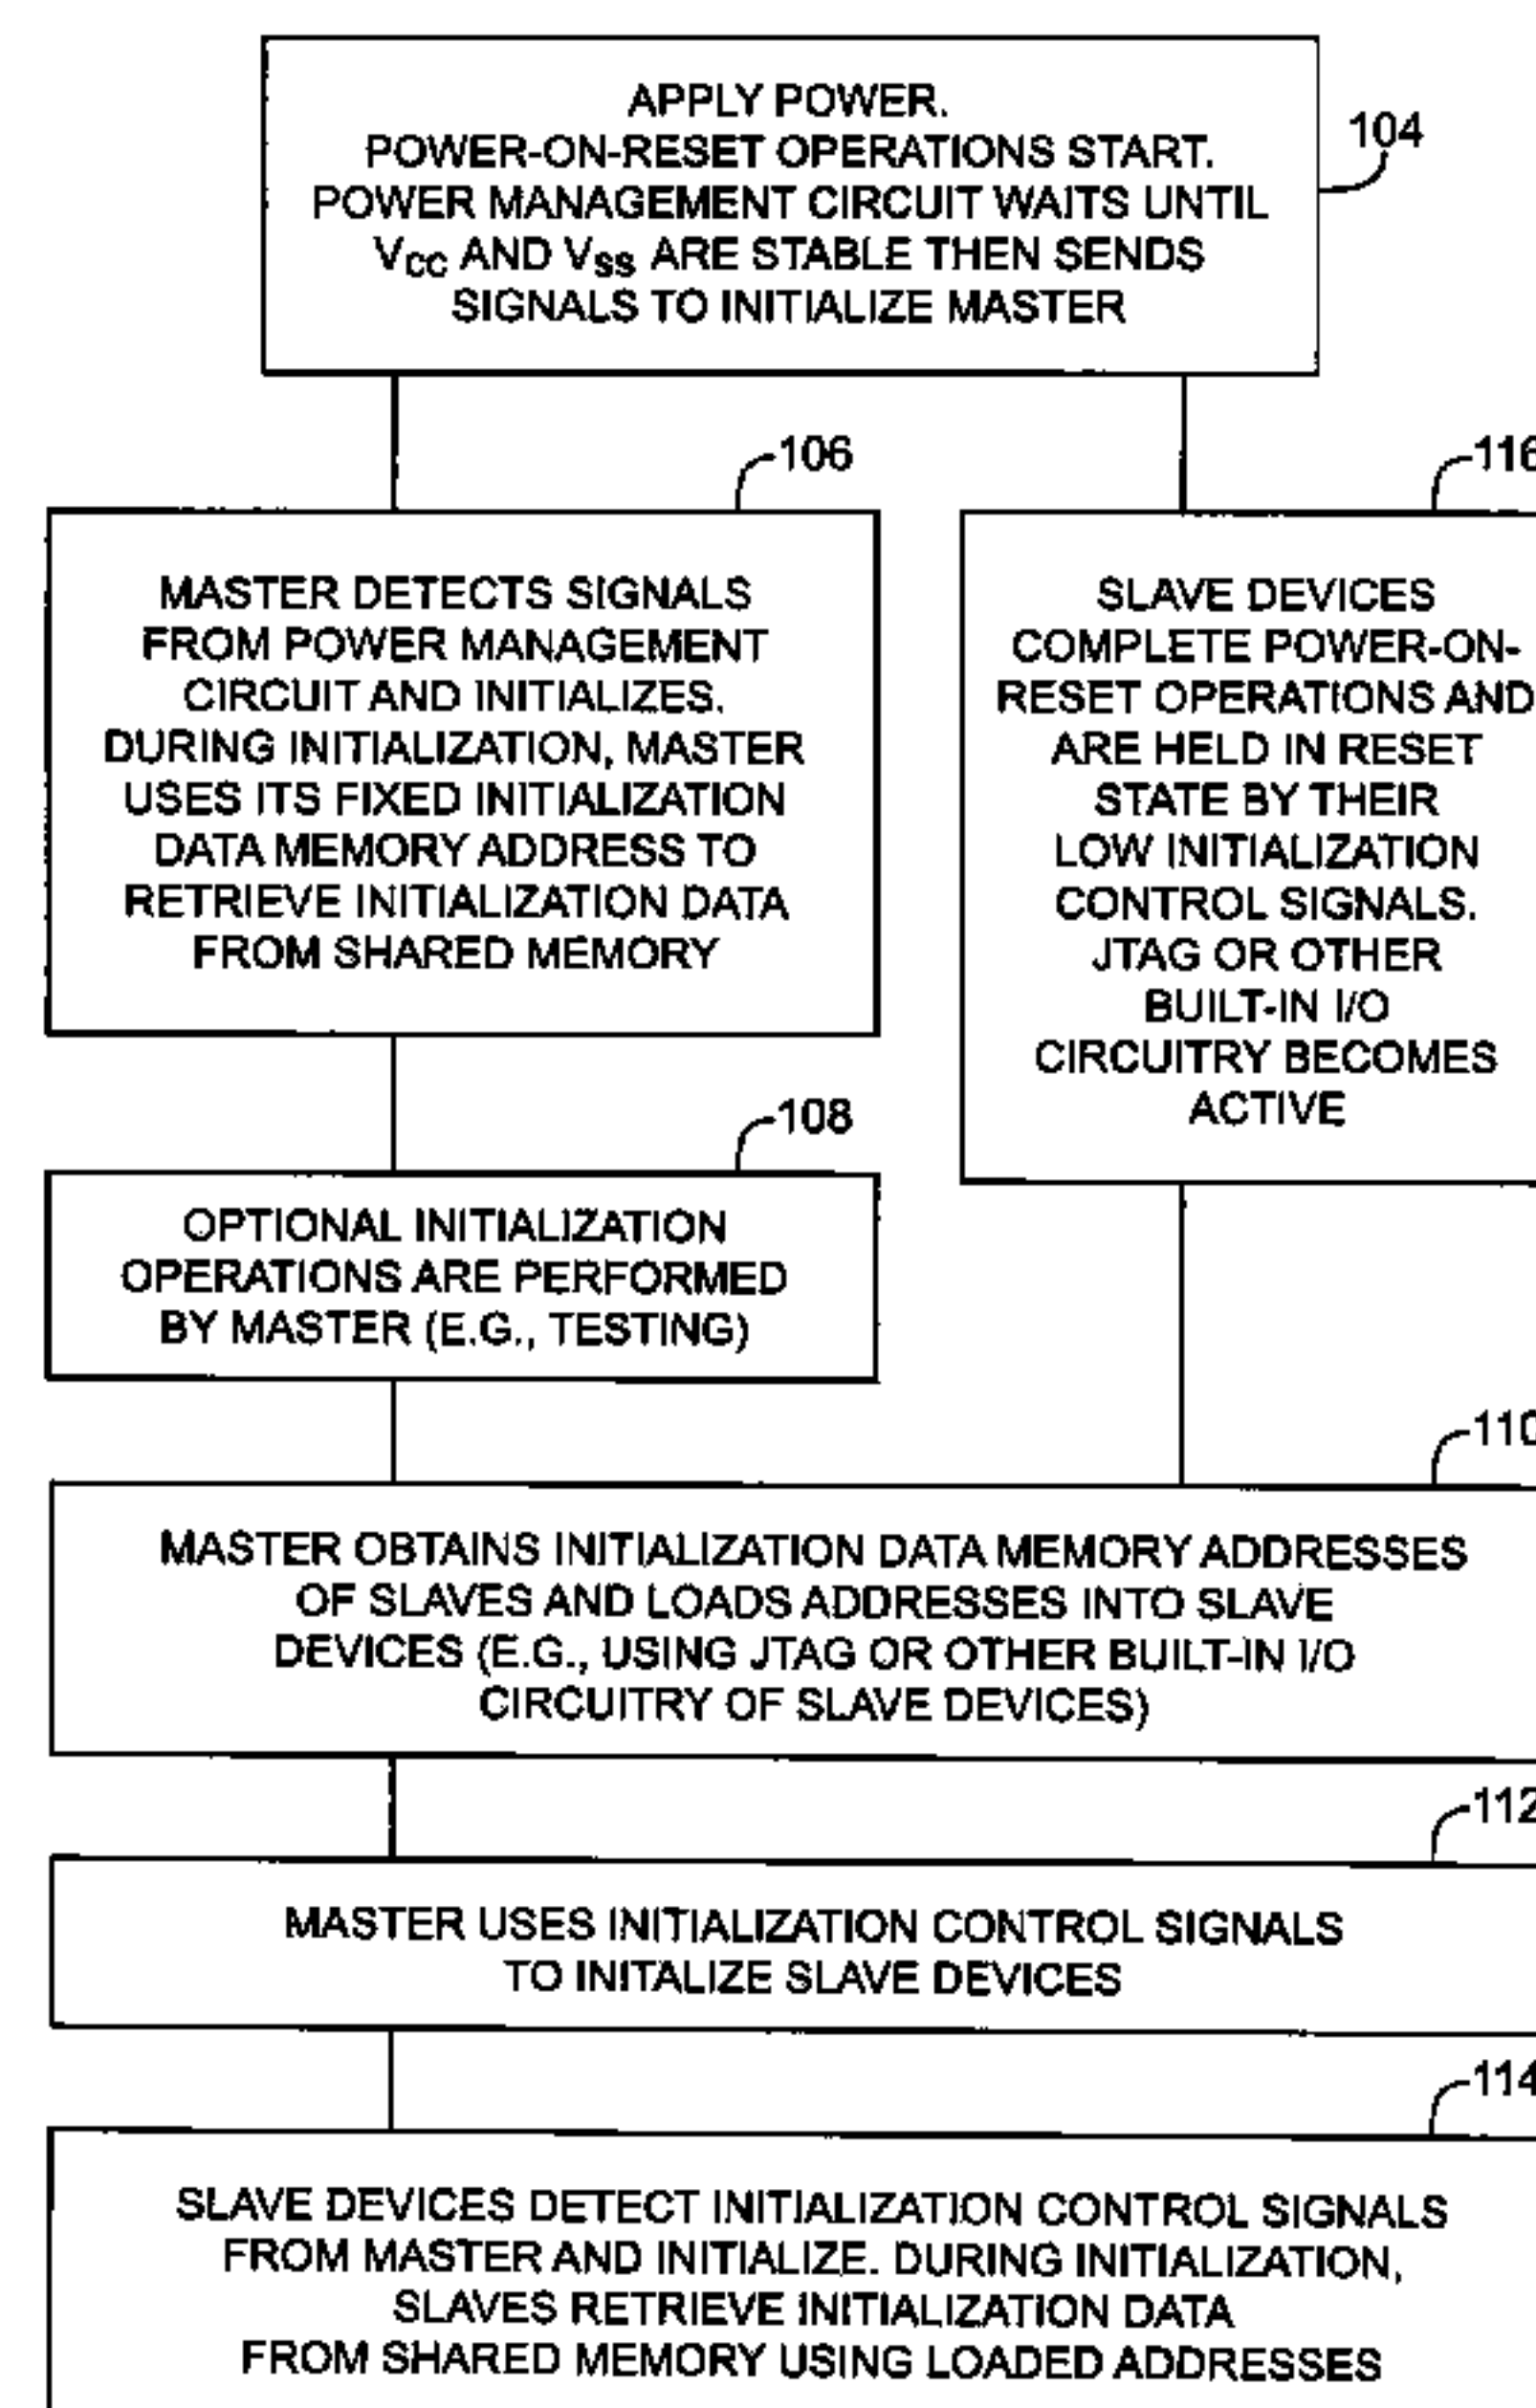 APPLY POWER.
POWER-ON-RESET OPERATIONS START.
POWER MANAGEMENT CIRCUIT WAITS UNTIL
VCC AND VSS ARE STABLE THEN SENDS
SIGNALS TO INITIALIZE MASTER
104
106
MASTER DETECTS SIGNALS
FROM POWER MANAGEMENT
CIRCUIT AND INITIALIZES.
DURING INITIALIZATION, MASTER
USES ITS FIXED INITIALIZATION
DATA MEMORY ADDRESS TO
RETRIEVE INITIALIZATION DATA
FROM SHARED MEMORY
116
SLAVE DEVICES
COMPLETE POWER-ON-
RESET OPERATIONS AND
ARE HELD IN RESET
STATE BY THEIR
LOW INITIALIZATION
CONTROL SIGNALS.
JTAG OR OTHER
BUILT-IN I/O
CIRCUITRY BECOMES
ACTIVE
108
OPTIONAL INITIALIZATION
OPERATIONS ARE PERFORMED
BY MASTER (E.G., TESTING)
110
MASTER OBTAINS INITIALIZATION DATA MEMORY ADDRESSES
OF SLAVES AND LOADS ADDRESSES INTO SLAVE
DEVICES (E.G., USING JTAG OR OTHER BUILT-IN I/O
CIRCUITRY OF SLAVE DEVICES)
112
MASTER USES INITIALIZATION CONTROL SIGNALS
TO INITALIZE SLAVE DEVICES
114
SLAVE DEVICES DETECT INITIALIZATION CONTROL SIGNALS
FROM MASTER AND INITIALIZE. DURING INITIALIZATION,
SLAVES RETRIEVE INITIALIZATION DATA
FROM SHARED MEMORY USING LOADED ADDRESSES